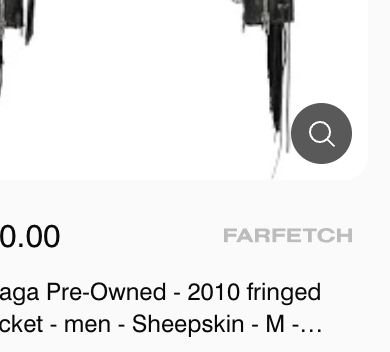 0.00
FARFETCH
aga Pre-Owned - 2010 fringed
cket - men - Sheepskin - M -...